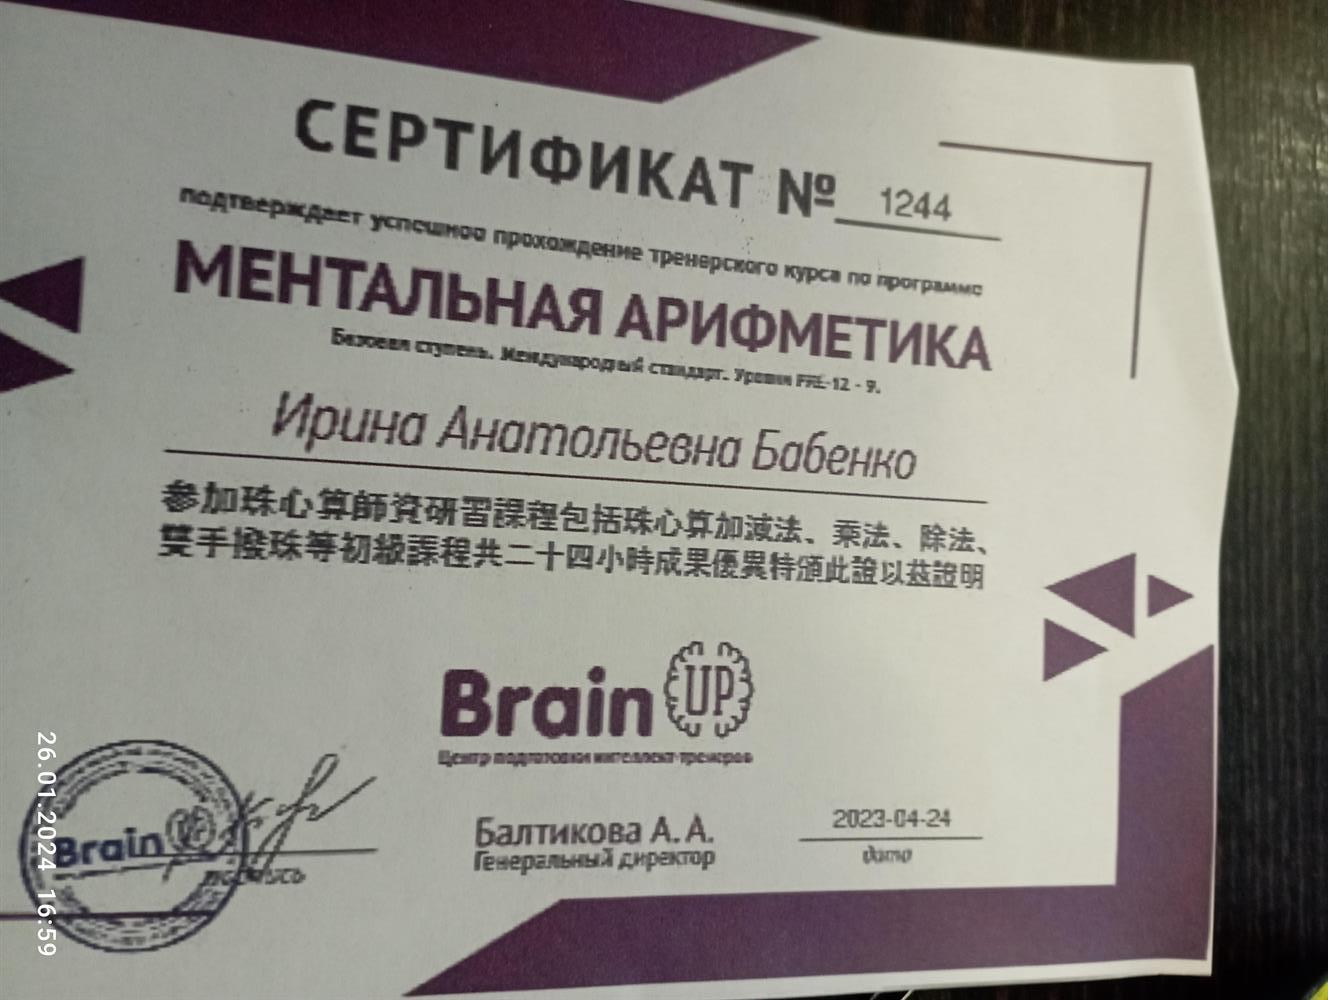 СЕРТИФИКАТ № 1244
подтверждает успешное прохождение тренерского курса по программе
МЕНТАЛЬНАЯ АРИФМЕТИКА
Базовая ступень. Международный стандарт. Уровни 12 - 9.
Ирина Анатольевна Бабенко
參加珠心算師資研習課程包括珠心算加減法、乘法、除法、
雙手撥珠等初級課程共二十四小時成果優異特頒此證以茲證明
Brain UP
Центр подготовки интеллект-тренеров
Brain UP
подпись
Балтикова А. А.
Генеральный директор
2023-04-24
дата
26.01.2024 16:59